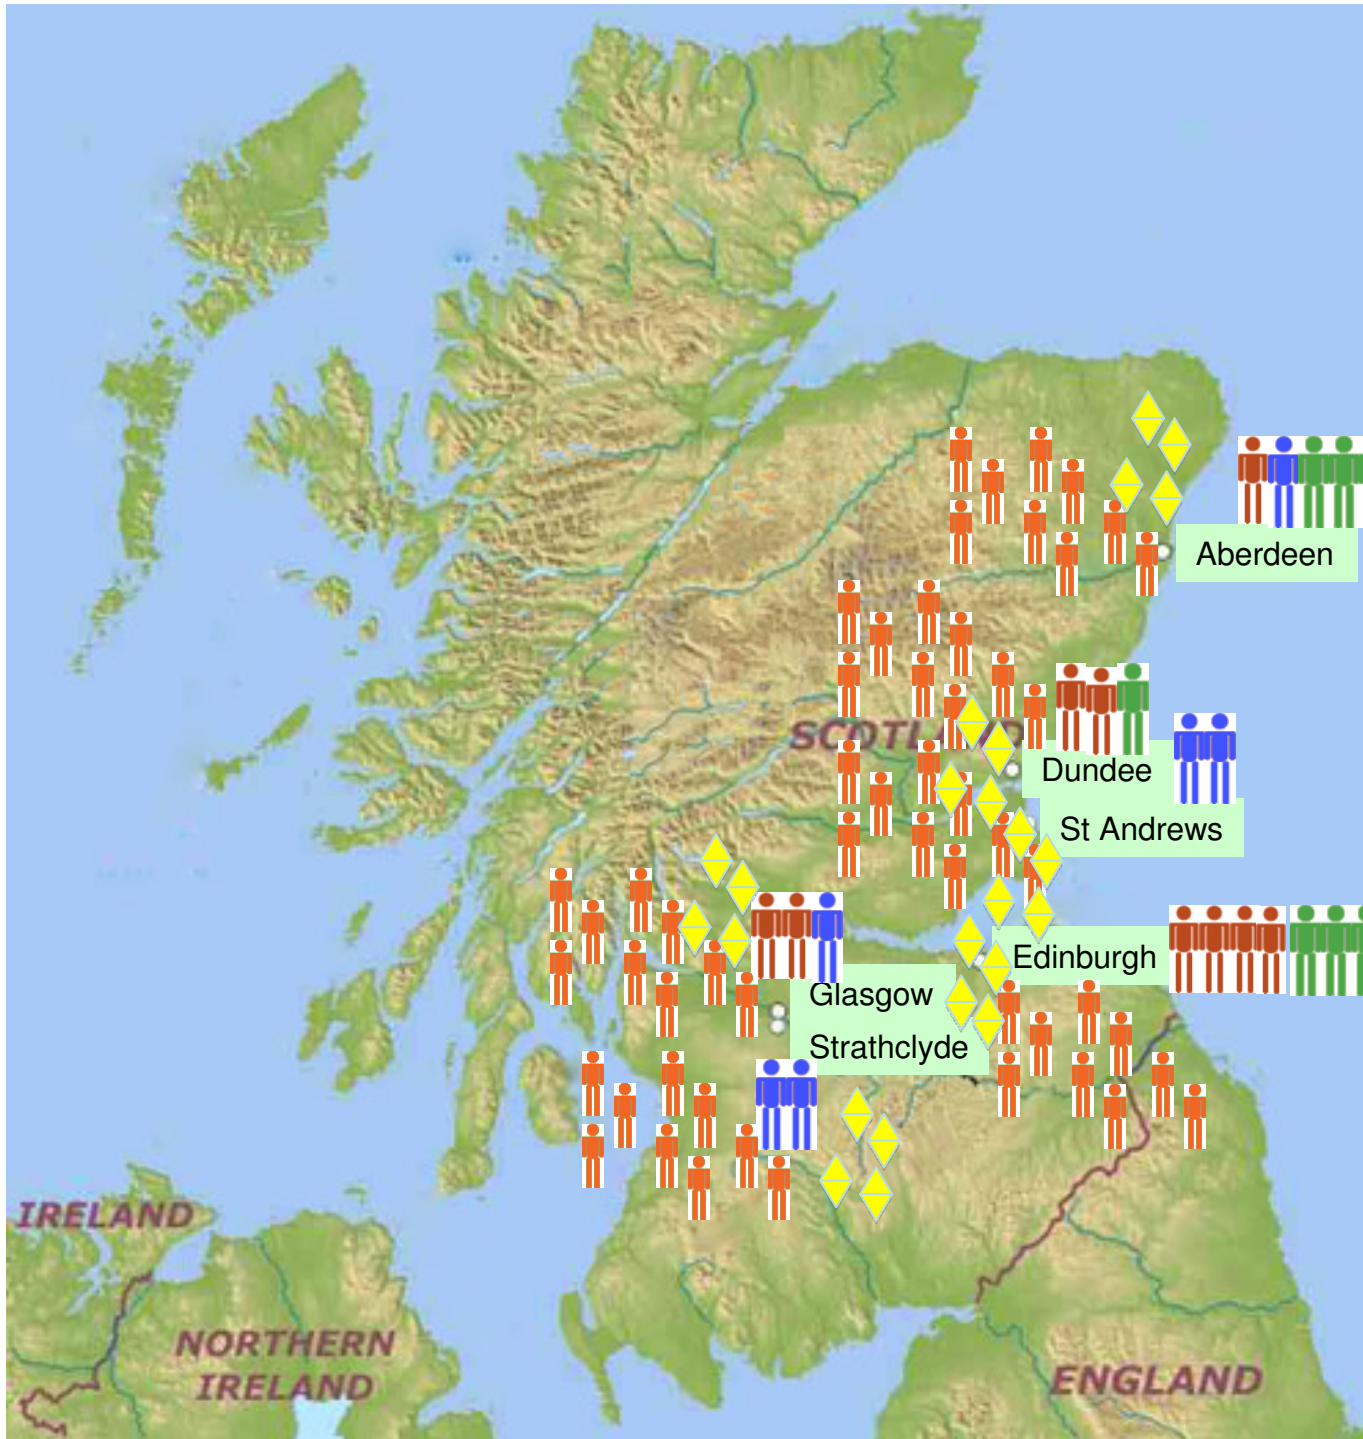 Aberdeen
SCOTLAND
Dundee
St Andrews
Edinburgh
Glasgow
Strathclyde
IRELAND
NORTHERN
IRELAND
ENGLAND